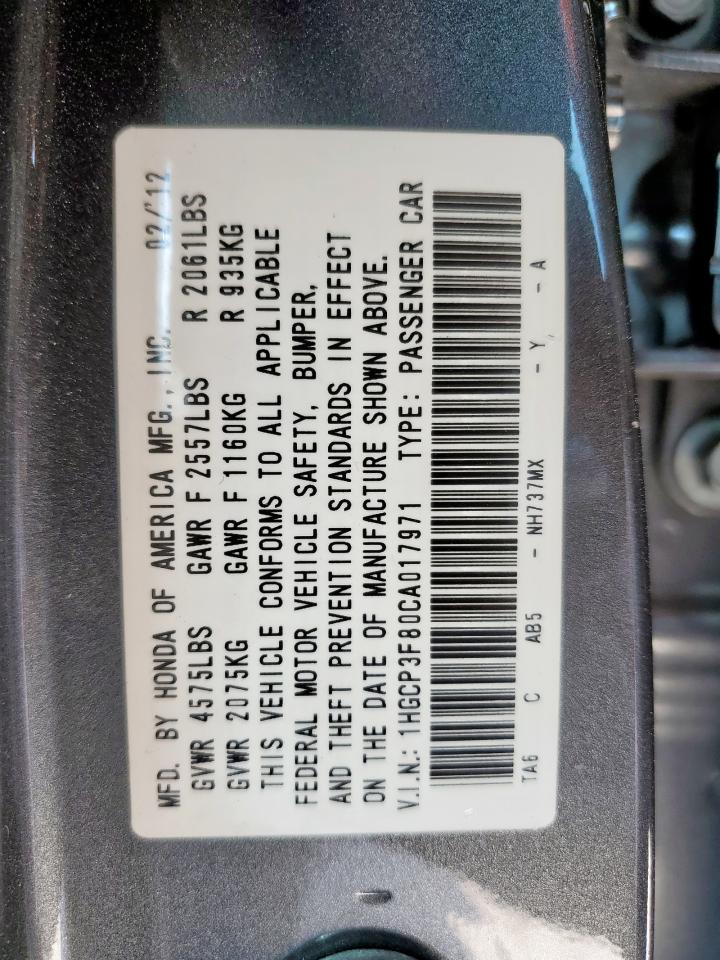 MFD. BY HONDA OF AMERICA MFG., INC. 02/'12
GVWR 4575LBS GAWR F 2557LBS R 2061LBS
GVWR 2075KG GAWR F 1160KG R 935KG
THIS VEHICLE CONFORMS TO ALL APPLICABLE
FEDERAL MOTOR VEHICLE SAFETY, BUMPER,
AND THEFT PREVENTION STANDARDS IN EFFECT
ON THE DATE OF MANUFACTURE SHOWN ABOVE.
V.I.N.: 1HGCP3F80CA017971 TYPE: PASSENGER CAR
TA6 C AB5 - NH737MX - Y, - A